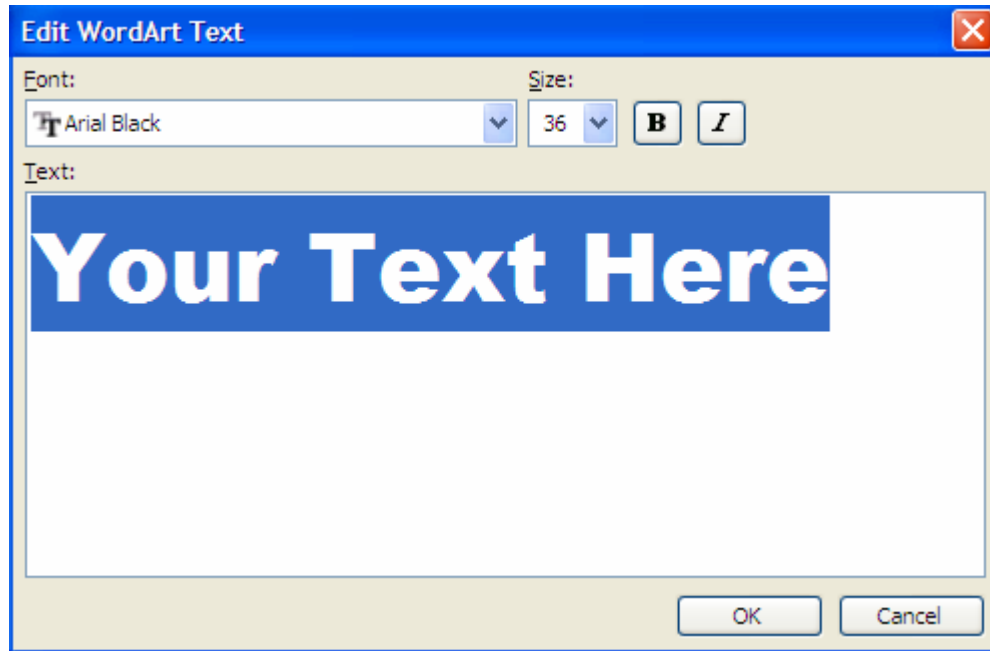 Edit WordArt Text
Font: Size:
Arial Black 36 B I
Text:
Your Text Here
OK Cancel